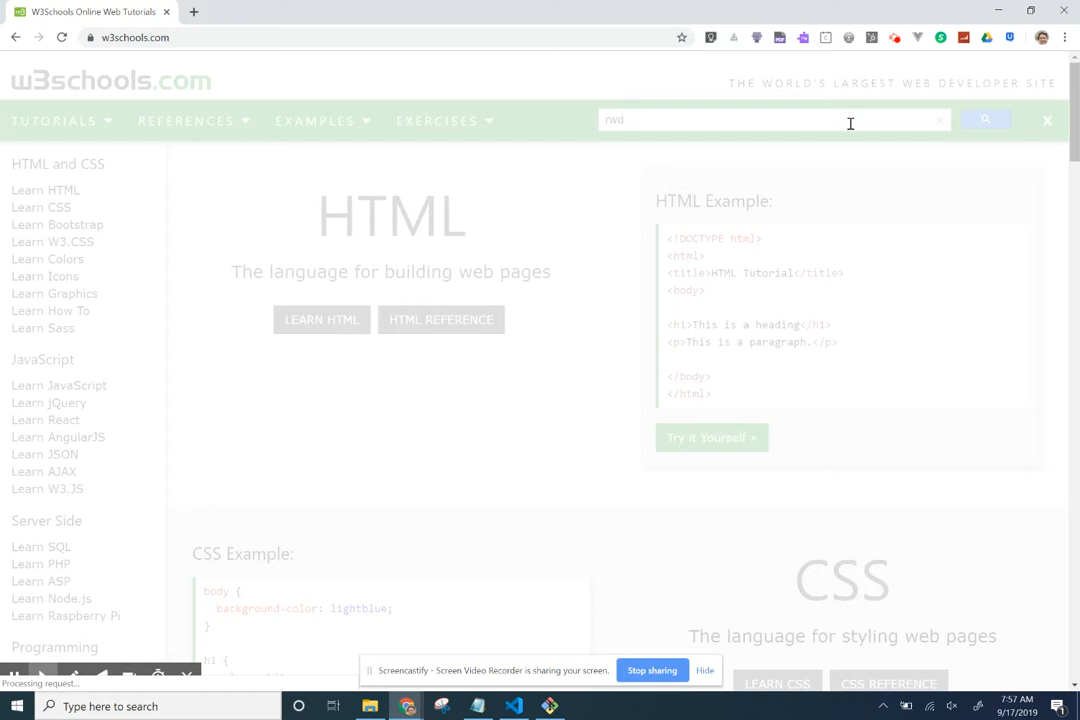 W3Schools Online Web Tutorials
w3schools.com
w3schools.com
THE WORLD'S LARGEST WEB DEVELOPER SITE
TUTORIALS REFERENCES EXAMPLES EXERCISES
rwd
X
HTML and CSS
Learn HTML
Learn CSS
Learn Bootstrap
Learn W3.CSS
Learn Colors
Learn Icons
Learn Graphics
Learn How To
Learn Sass
JavaScript
Learn JavaScript
Learn jQuery
Learn React
Learn AngularJS
Learn JSON
Learn AJAX
Learn W3.JS
Server Side
Learn SQL
Learn PHP
Learn ASP
Learn Node.js
Learn Raspberry Pi
Programming
HTML
The language for building web pages
LEARN HTML
HTML REFERENCE
HTML Example:
<!DOCTYPE html>
<html>
<title>HTML Tutorial</title>
<body>
<h1>This is a heading</h1>
<p>This is a paragraph.</p>
</body>
</html>
Try it Yourself »
CSS Example:
body {
background-color: lightblue;
}
h1 {
CSS
The language for styling web pages
LEARN CSS
CSS REFERENCE
Screencastify - Screen Video Recorder is sharing your screen.
Stop sharing
Hide
Processing request...
Type here to search
7:57 AM
9/17/2019
1